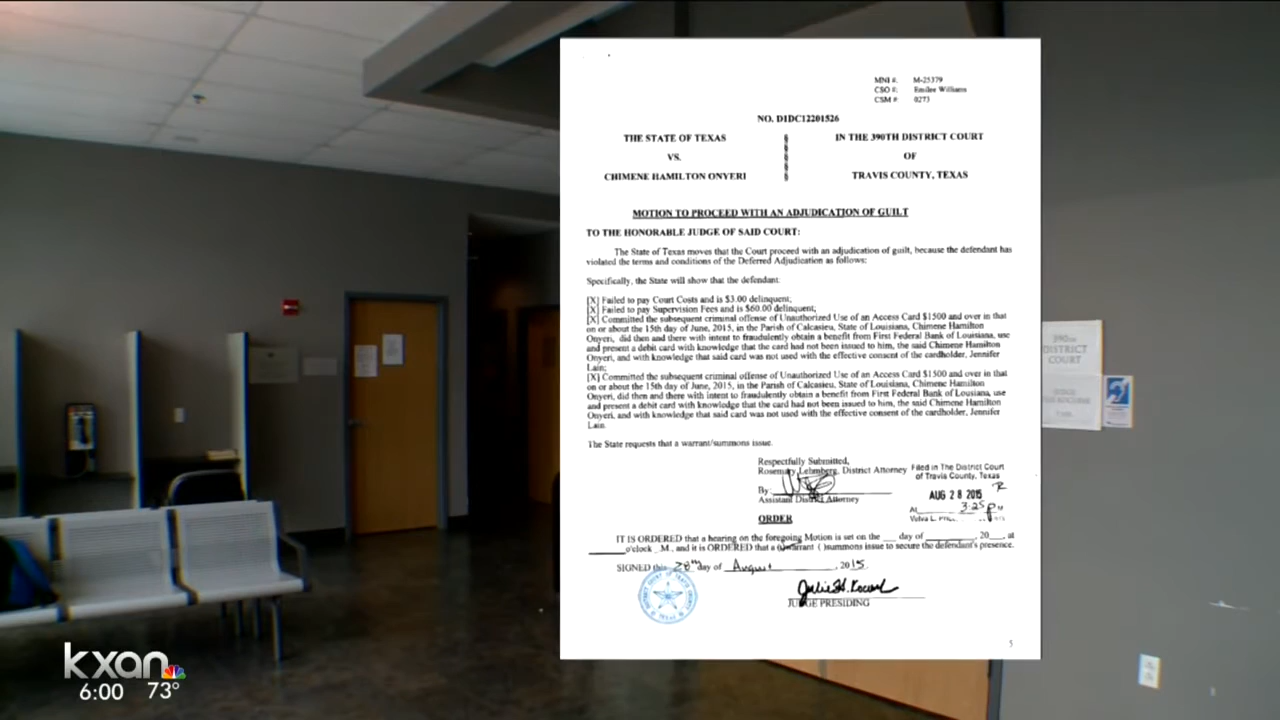 MNI #: M-25379
CSO #: Emilee Williams
CSM # 0273
NO. D1DC12201526
THE STATE OF TEXAS
VS.
CHIMENE HAMILTON ONYERI
§
§
§
§
§
IN THE 390TH DISTRICT COURT
OF
TRAVIS COUNTY, TEXAS
MOTION TO PROCEED WITH AN ADJUDICATION OF GUILT
TO THE HONORABLE JUDGE OF SAID COURT:
The State of Texas moves that the Court proceed with an adjudication of guilt, because the defendant has
violated the terms and conditions of the Deferred Adjudication as follows:
Specifically, the State will show that the defendant:
[X] Failed to pay Court Costs and is $3.00 delinquent;
[X] Failed to pay Supervision Fees and is $60.00 delinquent;
[X] Committed the subsequent criminal offense of Unauthorized Use of an Access Card $1500 and over in that
on or about the 15th day of June, 2015, in the Parish of Calcasieu, State of Louisiana, Chimene Hamilton
Onyeri, did then and there with intent to fraudulently obtain a benefit from First Federal Bank of Louisiana, use
and present a debit card with knowledge that the card had not been issued to him, the said Chimene Hamilton
Onyeri, and with knowledge that said card was not used with the effective consent of the cardholder, Jennifer
Lain;
[X] Committed the subsequent criminal offense of Unauthorized Use of an Access Card $1500 and over in that
on or about the 15th day of June, 2015, in the Parish of Calcasieu, State of Louisiana, Chimene Hamilton
Onyeri, did then and there with intent to fraudulently obtain a benefit from First Federal Bank of Lousiana, use
and present a debit card with knowledge that the card had not been issued to him, the said Chimene Hamilton
Onyeri, and with knowledge that said card was not used with the effective consent of the cardholder, Jennifer
Lain.
The State requests that a warrant/summons issue.
Respectfully Submitted,
Rosemary Lehmberg, District Attorney
By:
Assistant District Attorney
Filed in The District Court
of Travis County, Texas
AUG 28 2015
At 3:25 P M
Velva L.
ORDER
IT IS ORDERED that a hearing on the foregoing Motion is set on the ___ day of ________, 20__, at
______o'clock _M, and it is ORDERED that a ( )warrant ( )summons issue to secure the defendant's presence.
SIGNED this 28th day of August, 2015.
JUDGE PRESIDING
5
390TH
DISTRICT
COURT
kxan
6:00 73°